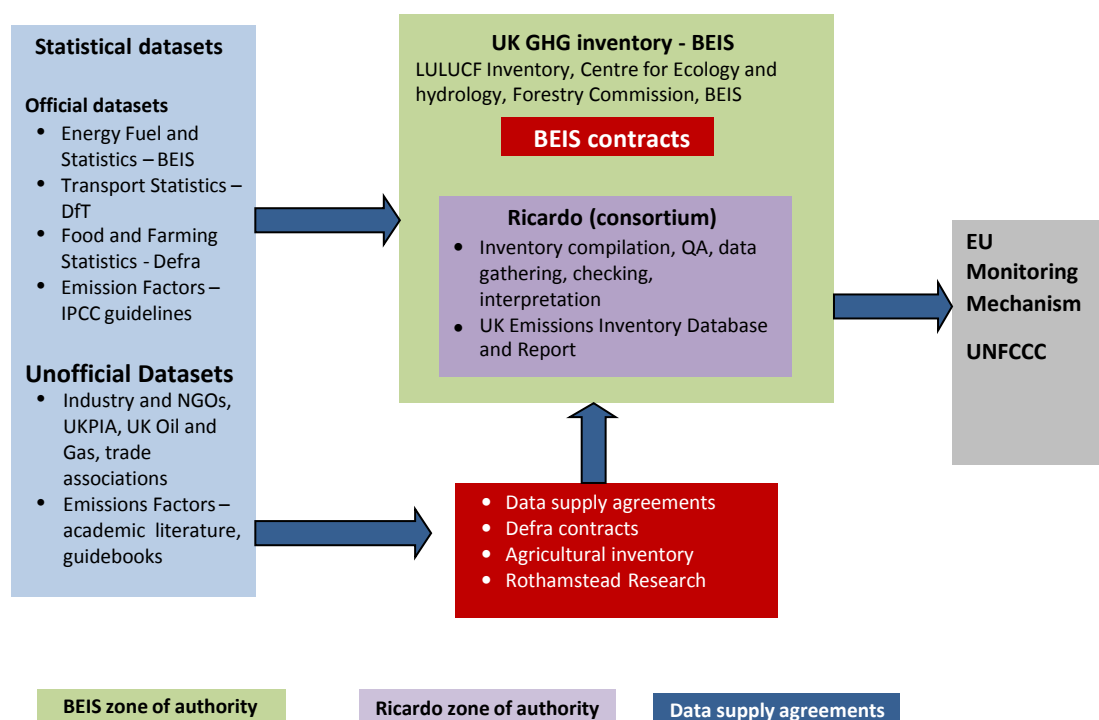 Statistical datasets
Official datasets
• Energy Fuel and
Statistics – BEIS
• Transport Statistics –
DfT
• Food and Farming
Statistics - Defra
• Emission Factors –
IPCC guidelines
Unofficial Datasets
• Industry and NGOs,
UKPIA, UK Oil and
Gas, trade
associations
• Emissions Factors –
academic literature,
guidebooks
UK GHG inventory - BEIS
LULUCF Inventory, Centre for Ecology and
hydrology, Forestry Commission, BEIS
BEIS contracts
Ricardo (consortium)
• Inventory compilation, QA, data
gathering, checking,
interpretation
• UK Emissions Inventory Database
and Report
• Data supply agreements
• Defra contracts
• Agricultural inventory
• Rothamstead Research
EU
Monitoring
Mechanism
UNFCCC
BEIS zone of authority
Ricardo zone of authority
Data supply agreements